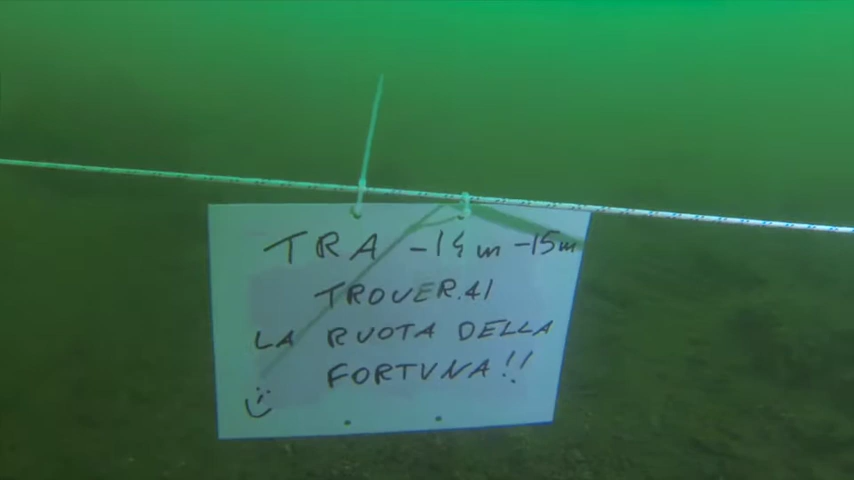 TRA -14m -15m
TROVERAI
LA RUOTA DELLA
FORTUNA!!
:)